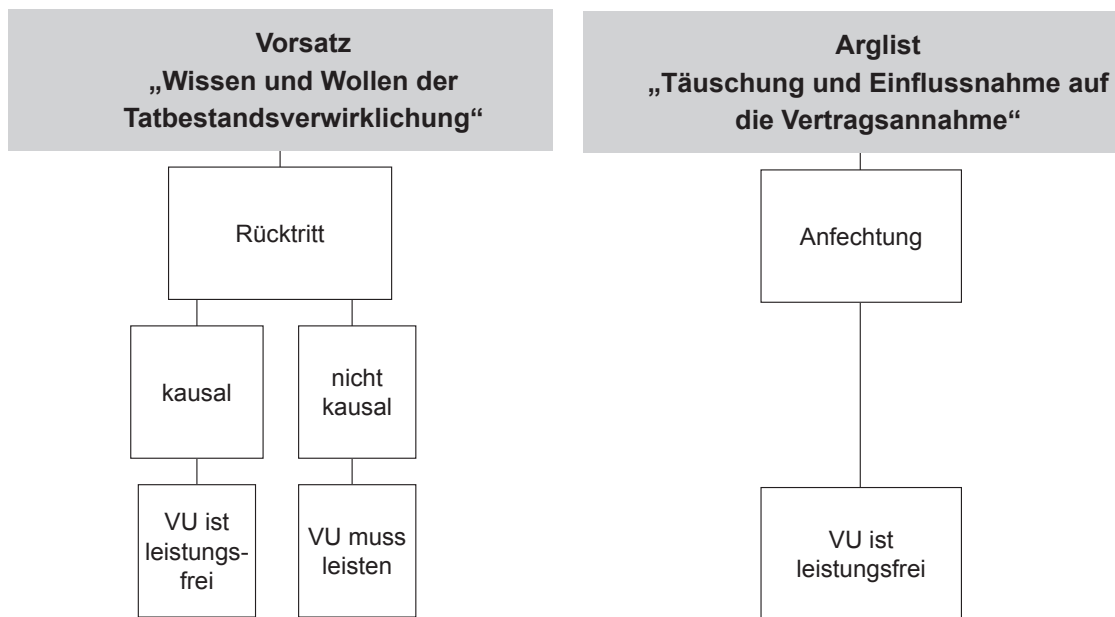 Vorsatz
„Wissen und Wollen der
Tatbestandsverwirklichung“
Rücktritt
kausal
nicht
kausal
VU ist
leistungs-
frei
VU muss
leisten
Arglist
„Täuschung und Einflussnahme auf
die Vertragsannahme“
Anfechtung
VU ist
leistungsfrei